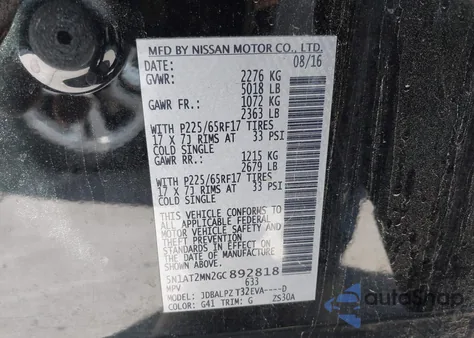 MFD BY NISSAN MOTOR CO., LTD.
DATE: 08/16
GVWR: 2276 KG
5018 LB
GAWR FR.: 1072 KG
2363 LB
WITH P225/65RF17 TIRES
17 X 7J RIMS AT 33 PSI
COLD SINGLE
GAWR RR.: 1215 KG
2679 LB
WITH P225/65RF17 TIRES
17 X 7J RIMS AT 33 PSI
COLD SINGLE
THIS VEHICLE CONFORMS TO
ALL APPLICABLE FEDERAL
MOTOR VEHICLE SAFETY AND
THEFT PREVENTION STANDARDS
IN EFFECT ON THE DATE OF
MANUFACTURE SHOWN ABOVE.
5N1AT2MN2GC892818
633
MPV
MODEL: JDBALPZ T32EVA----D
COLOR: G41 TRIM: G ZS30A
AutoSnap